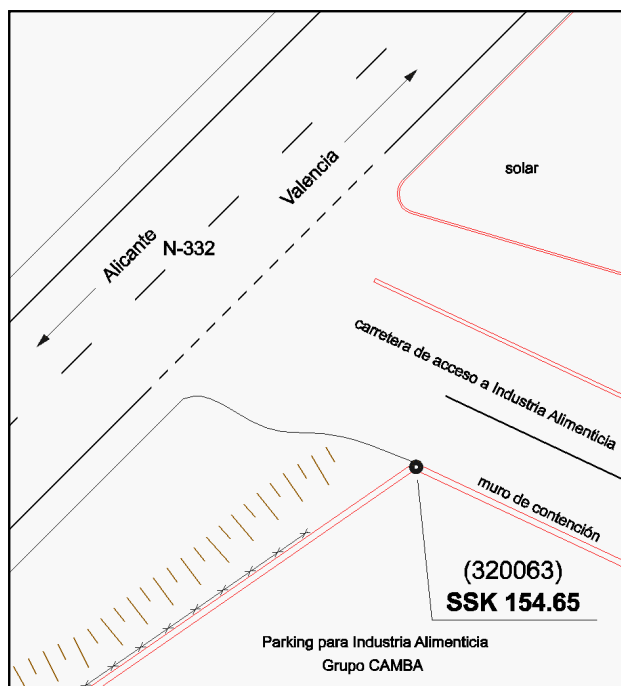 solar
Valencia
N-332
Alicante
carretera de acceso a Industria Alimenticia
muro de contención
(320063)
SSK 154.65
Parking para Industria Alimenticia
Grupo CAMBA